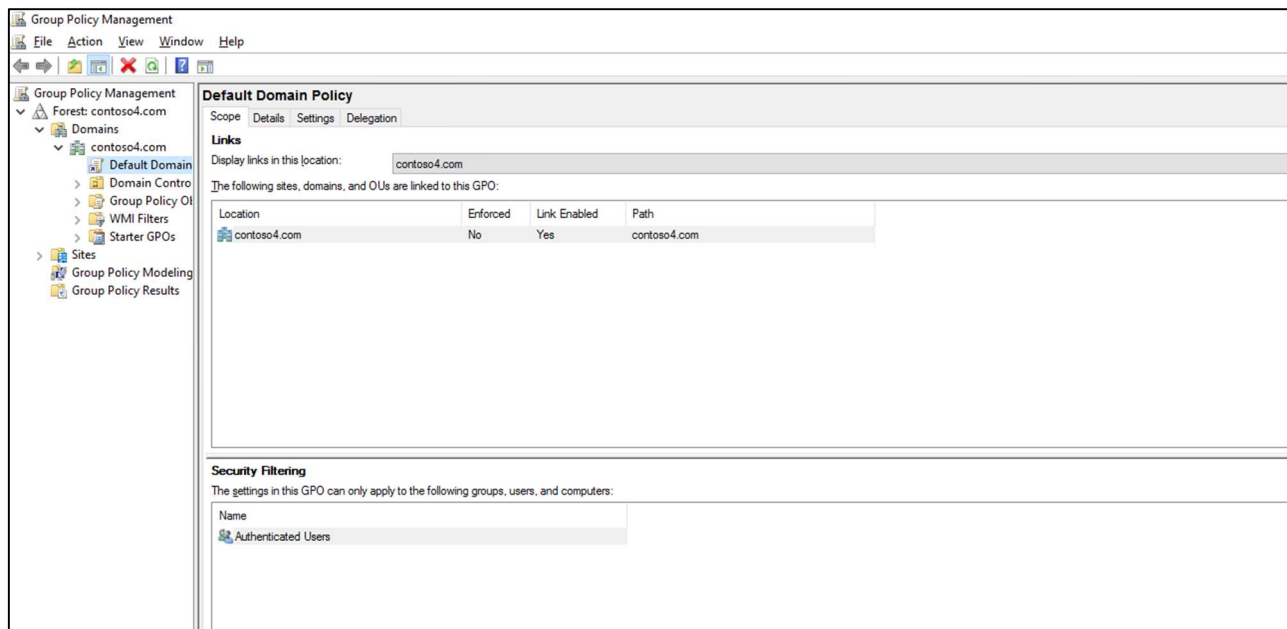 Group Policy Management
File Action View Window Help
Group Policy Management
Forest: contoso4.com
Domains
contoso4.com
Default Domain
Domain Contro
Group Policy Ob
WMI Filters
Starter GPOs
Sites
Group Policy Modeling
Group Policy Results
Default Domain Policy
Scope Details Settings Delegation
Links
Display links in this location: contoso4.com
The following sites, domains, and OUs are linked to this GPO:
Location Enforced Link Enabled Path
contoso4.com No Yes contoso4.com
Security Filtering
The settings in this GPO can only apply to the following groups, users, and computers:
Name
Authenticated Users